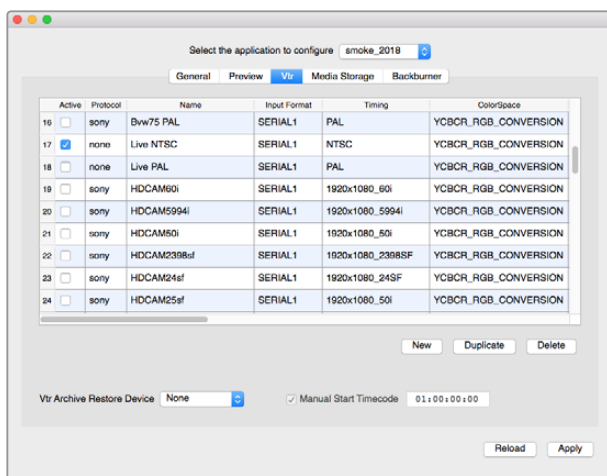 Select the application to configure smoke_2018
General Preview Vtr Media Storage Backburner
Active Protocol Name Input Format Timing ColorSpace
16 sony Bvw75 PAL SERIAL1 PAL YCBCR_RGB_CONVERSION
17 none Live NTSC SERIAL1 NTSC YCBCR_RGB_CONVERSION
18 none Live PAL SERIAL1 PAL YCBCR_RGB_CONVERSION
19 sony HDCAM60i SERIAL1 1920x1080_60i YCBCR_RGB_CONVERSION
20 sony HDCAM5994i SERIAL1 1920x1080_5994i YCBCR_RGB_CONVERSION
21 sony HDCAM50i SERIAL1 1920x1080_50i YCBCR_RGB_CONVERSION
22 sony HDCAM2398sf SERIAL1 1920x1080_2398SF YCBCR_RGB_CONVERSION
23 sony HDCAM24sf SERIAL1 1920x1080_24SF YCBCR_RGB_CONVERSION
24 sony HDCAM25sf SERIAL1 1920x1080_50i YCBCR_RGB_CONVERSION
New Duplicate Delete
Vtr Archive Restore Device None Manual Start Timecode 01:00:00:00
Reload Apply